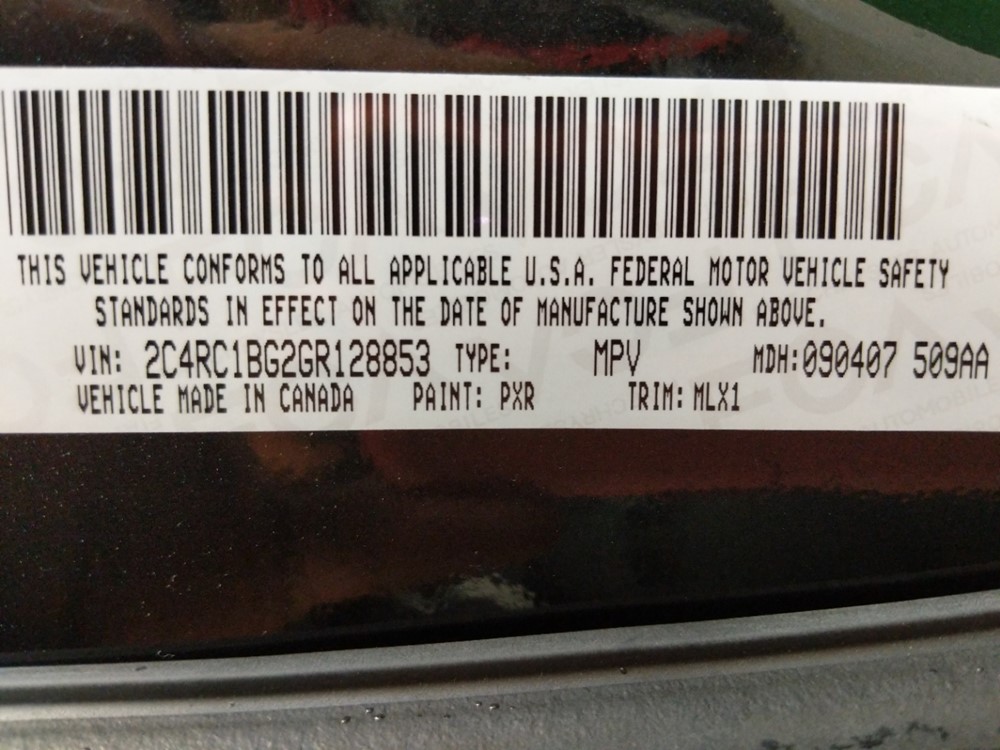 THIS VEHICLE CONFORMS TO ALL APPLICABLE U.S.A. FEDERAL MOTOR VEHICLE SAFETY
STANDARDS IN EFFECT ON THE DATE OF MANUFACTURE SHOWN ABOVE.
VIN: 2C4RC1BG2GR128853 TYPE: MPV MDH:090407 509AA
VEHICLE MADE IN CANADA PAINT: PXR TRIM: MLX1